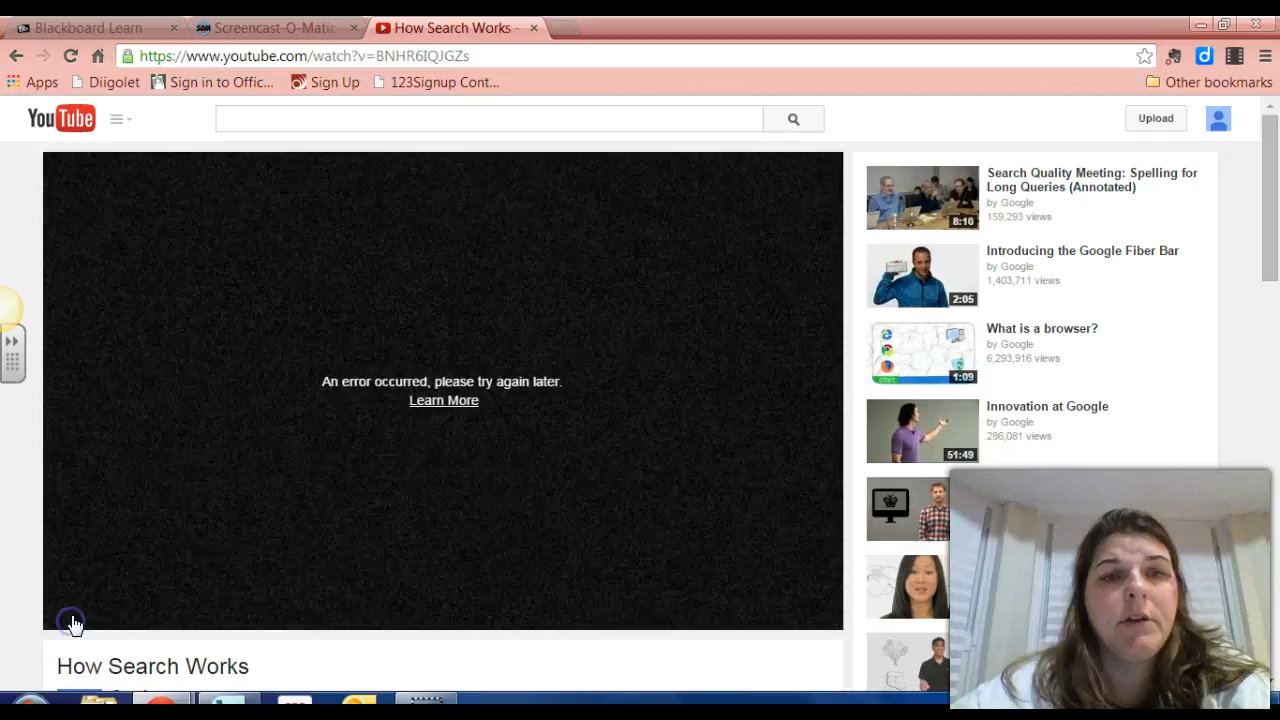 Blackboard Learn
Screencast-O-Matic
How Search Works -
https://www.youtube.com/watch?v=BNHR6IQJGZs
Apps
Diigolet
Sign in to Offic...
Sign Up
123Signup Cont...
Other bookmarks
YouTube
Upload
An error occurred, please try again later.
Learn More
How Search Works
Search Quality Meeting: Spelling for
Long Queries (Annotated)
by Google
159,293 views
8:10
Introducing the Google Fiber Bar
by Google
1,403,711 views
2:05
What is a browser?
by Google
6,293,916 views
1:09
Innovation at Google
by Google
286,081 views
51:49